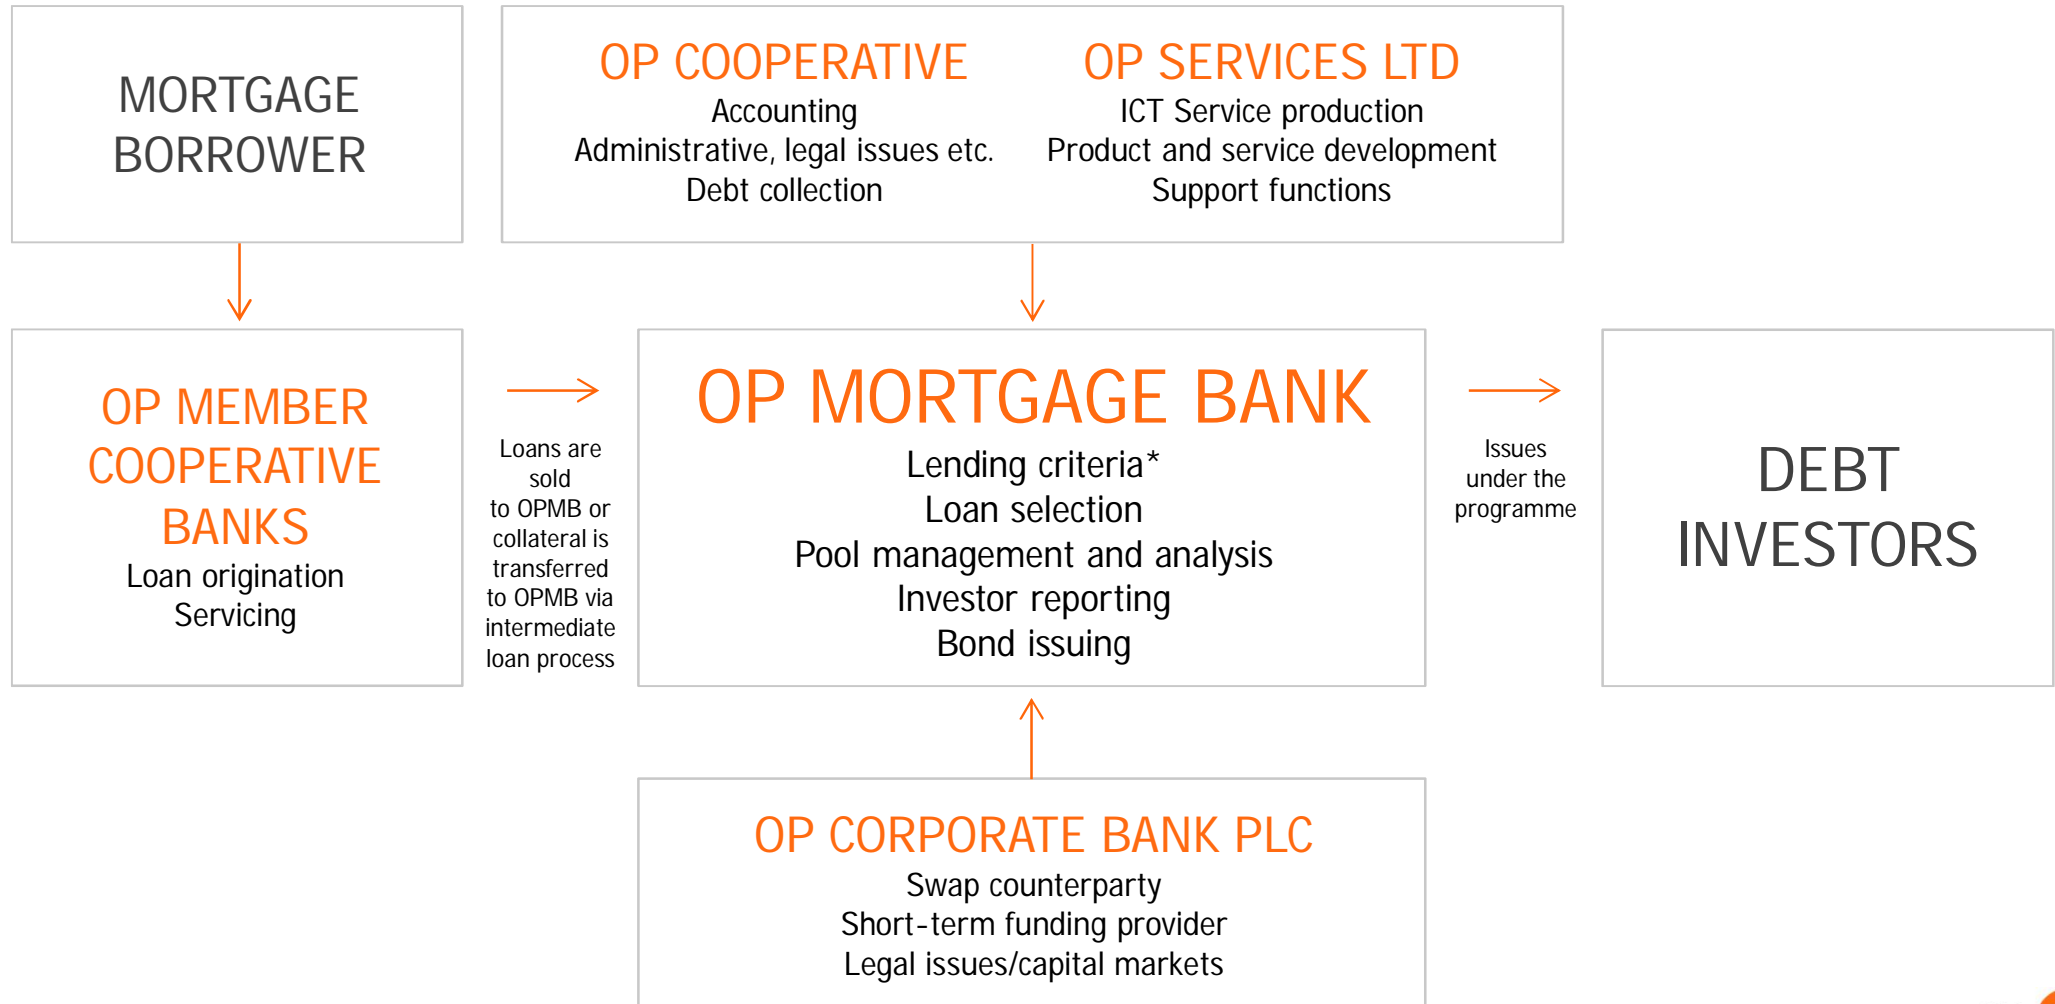 MORTGAGE
BORROWER
OP COOPERATIVE
Accounting
Administrative, legal issues etc.
Debt collection
OP SERVICES LTD
ICT Service production
Product and service development
Support functions
OP MEMBER
COOPERATIVE
BANKS
Loan origination
Servicing
Loans are
sold
to OPMB or
collateral is
transferred
to OPMB via
intermediate
loan process
OP MORTGAGE BANK
Lending criteria*
Loan selection
Pool management and analysis
Investor reporting
Bond issuing
Issues
under the
programme
DEBT
INVESTORS
OP CORPORATE BANK PLC
Swap counterparty
Short-term funding provider
Legal issues/capital markets